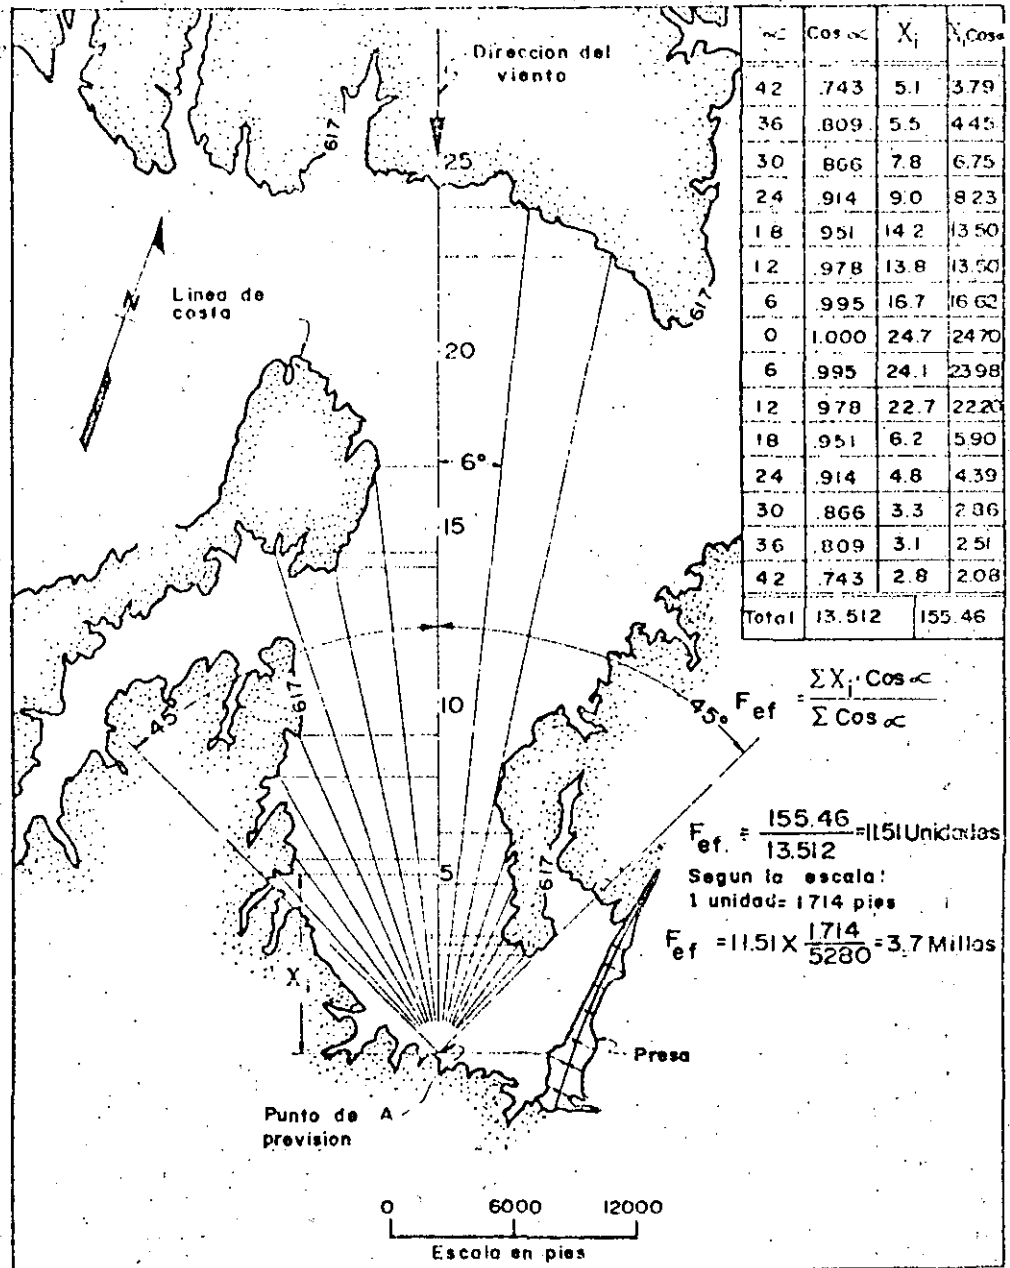 Direccion del
viento
617
25
N
Linea de
costa
617
20
6°
15
617
10
45°
45°
5
617
X i
Presa
Punto de A
prevision
0 6000 12000
Escala en pies
∝ Cos ∝ Xi Xi Cos∝
42 .743 5.1 3.79
36 .809 5.5 4.45
30 .866 7.8 6.75
24 .914 9.0 8.23
18 .951 14.2 13.50
12 .978 13.8 13.50
6 .995 16.7 16.62
0 1.000 24.7 24.70
6 .995 24.1 23.98
12 .978 22.7 22.20
18 .951 6.2 5.90
24 .914 4.8 4.39
30 .866 3.3 2.86
36 .809 3.1 2.51
42 .743 2.8 2.08
Total 13.512 155.46
Fef = ΣXi·Cos∝ / ΣCos∝
Fef. = 155.46 / 13.512 = 11.51 Unidades
Segun la escala:
1 unidad = 1714 pies
Fef = 11.51 X 1714 / 5280 = 3.7 Millas